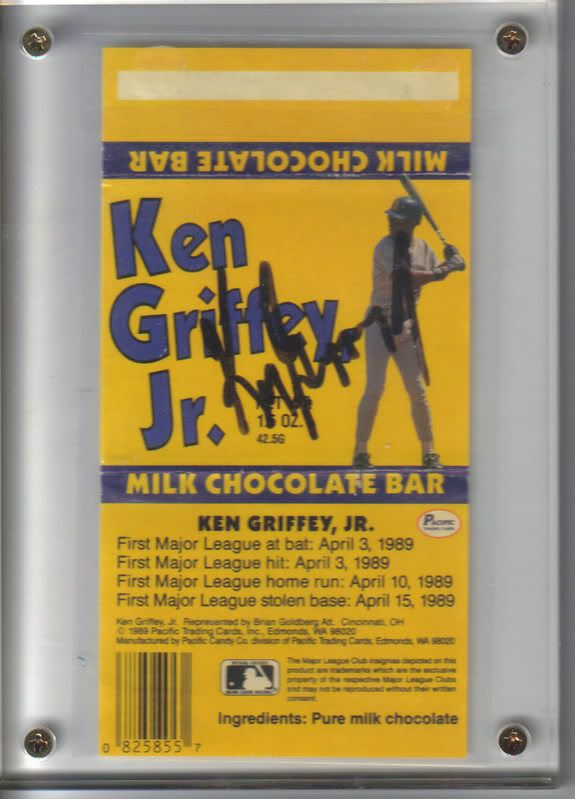 MILK CHOCOLATE BAR
Ken
Griffey,
Jr.
1.5 OZ.
42.5G
MILK CHOCOLATE BAR
KEN GRIFFEY, JR.
PACIFIC
TRADING CARDS
First Major League at bat: April 3, 1989
First Major League hit: April 3, 1989
First Major League home run: April 10, 1989
First Major League stolen base: April 15, 1989
Ken Griffey, Jr. Represented by Brian Goldberg Att. Cincinnati, OH
© 1989 Pacific Trading Cards, Inc., Edmonds, WA 98020
Manufactured by Pacific Candy Co. division of Pacific Trading Cards, Edmonds, WA 98020
The Major League Club insignias depicted on this
product are trademarks which are the exclusive
property of the respective Major League Clubs
and may not be reproduced without their written
consent.
Ingredients: Pure milk chocolate
0 825855 7